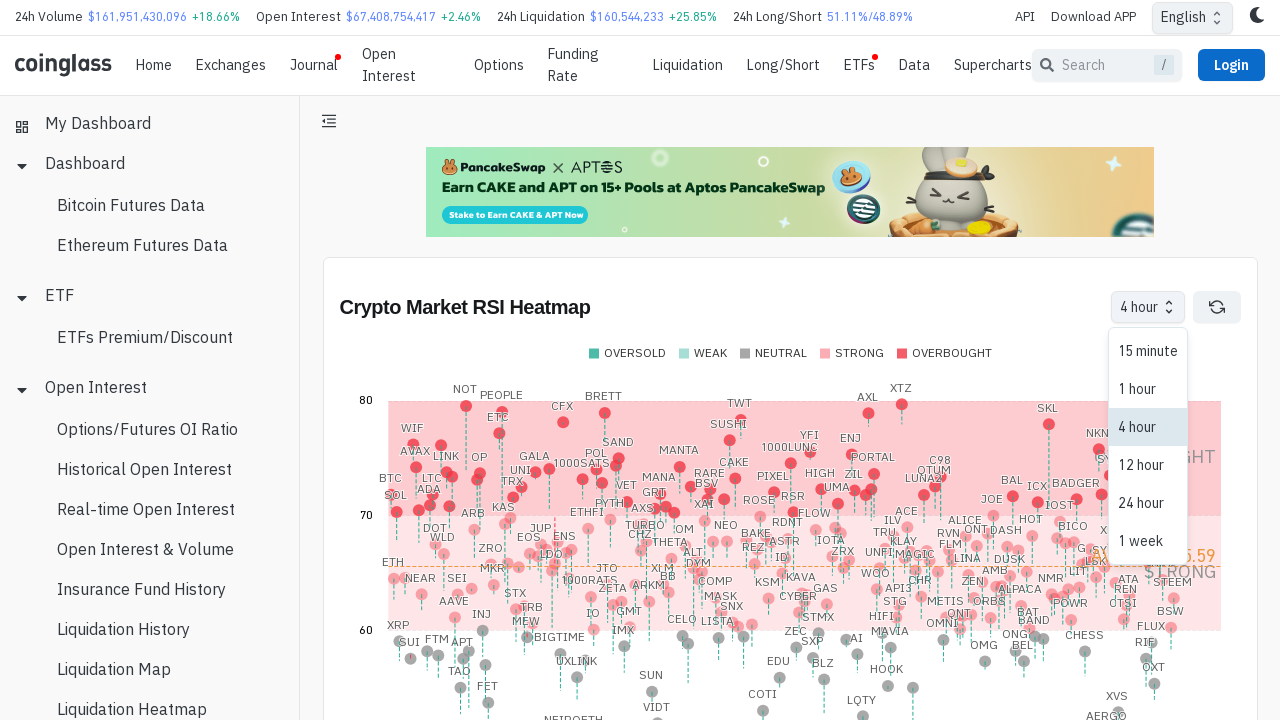 24h Volume $161,951,430,096 +18.66% Open Interest $67,408,754,417 +2.46% 24h Liquidation $160,544,233 +25.85% 24h Long/Short 51.11%/48.89% API Download APP English
coinglass Home Exchanges Journal Open Interest Options Funding Rate Liquidation Long/Short ETFs Data Supercharts Search / Login
My Dashboard
Dashboard
Bitcoin Futures Data
Ethereum Futures Data
ETF
ETFs Premium/Discount
Open Interest
Options/Futures OI Ratio
Historical Open Interest
Real-time Open Interest
Open Interest & Volume
Insurance Fund History
Liquidation History
Liquidation Map
Liquidation Heatmap
PancakeSwap X APTOS
Earn CAKE and APT on 15+ Pools at Aptos PancakeSwap
Stake to Earn CAKE & APT Now
Crypto Market RSI Heatmap
4 hour
15 minute
1 hour
4 hour
12 hour
24 hour
1 week
OVERSOLD WEAK NEUTRAL STRONG OVERBOUGHT
80
70
60
NOT PEOPLE BRETT XTZ
ETC CFX TWT AXL
WIF SUSHI SKL
AVAX LINK OP GALA SAND YFI ENJ
POL MANTA 1000LUNC
1000SATS CAKE PORTAL C98
BTC LTC UNI TRX MANA RARE PIXEL HIGH ZIL QTUM
SOL ADA VET GRT BSV UMA LUNA2 BAL ICX BADGER
ARB KAS PYTH AXS XAI ROSE RSR FLOW ACE JOE IOST
ETHFI TURBO NEO RDNT ILV ALICE HOT
DOT JUP CHZ OM BAKE TRU RVN ONT DASH BICO
WLD EOS ENS THETA REZ ASTR IOTA KLAY FLM
ETH ZRO LDO ALT ID ZRX UNFI MAGIC LINA DUSK
NEAR SEI MKR 1000RATS JTO XLM BB DYM WOO AMB LIT
ZETA ARKM COMP KSM KAVA GAS CHR ZEN NMR ATA STEEM
AAVE STX MASK CYBER API3 ALPACA REN
INJ TRB IO GMT SNX STMX STG METIS ORBS POWR CTSI BSW
XRP MEW IMX CELO LISTA HIFI OMNI QNT BAT BAND
SUI FTM APT BIGTIME ZEC SXP AI MAVIA ONG CHESS FLUX
TAO UXLINK EDU BLZ HOOK OMG BEL RIF
FET SUN COTI LQTY OXT
VIDT XVS
NEIROETH AERGO
STRONG